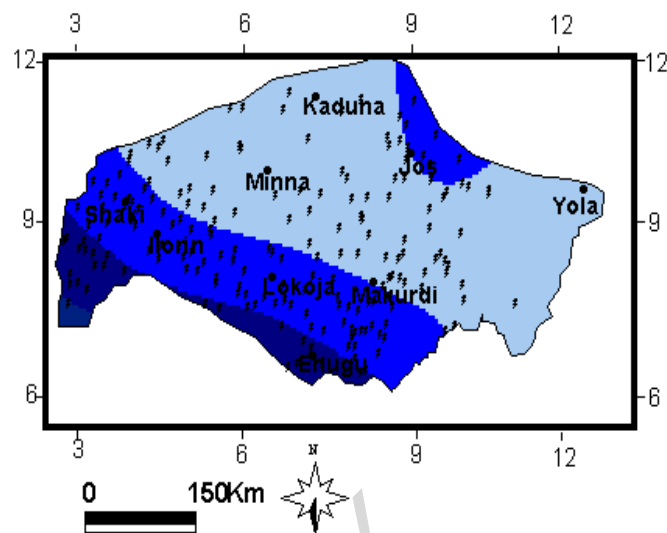 3 6 9 12
12 12
Kaduha
Jos
Minna
Yola
Shaki
9 9
Ilorin
Lokoja
Makurdi
Enugu
6 6
3 6 9 12
N
0 150Km